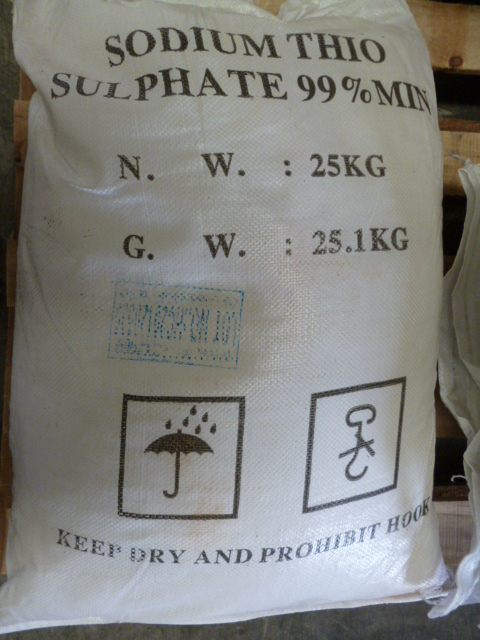 SODIUM THIO
SULPHATE 99%MIN
N. W. : 25KG
G. W. : 25.1KG
KEEP DRY AND PROHIBIT HOOK